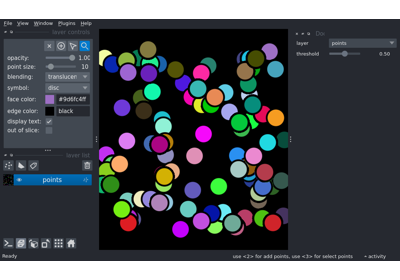 File View Window Plugins Help
layer controls
Do
opacity: 1.00
point size: 10
blending: translucen
symbol: disc
face color: #9d6fc4ff
edge color: black
display text:
out of slice:
layer points
threshold 0.50
layer list
points
Ready
use <2> for add points, use <3> for select points
activity